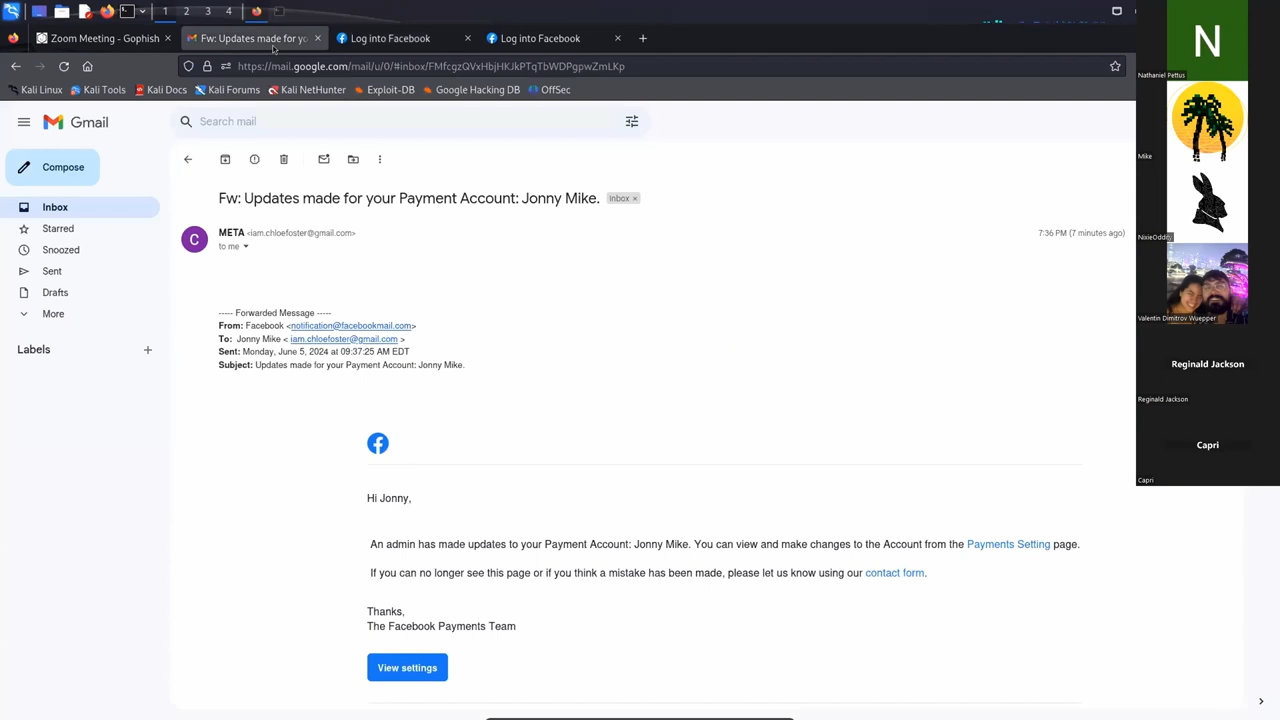 1 2 3 4
Zoom Meeting - Gophish
Fw: Updates made for yo
Log into Facebook
Log into Facebook
https://mail.google.com/mail/u/0/#inbox/FMfcgzQVxHbjHKJkPTqTbWDPgpwZmLKp
Kali Linux
Kali Tools
Kali Docs
Kali Forums
Kali NetHunter
Exploit-DB
Google Hacking DB
OffSec
Gmail
Search mail
Compose
Inbox
Starred
Snoozed
Sent
Drafts
More
Labels
Fw: Updates made for your Payment Account: Jonny Mike. Inbox ×
C
META <iam.chloefoster@gmail.com>
7:36 PM (7 minutes ago)
to me
----- Forwarded Message -----
From: Facebook <notification@facebookmail.com>
To: Jonny Mike < iam.chloefoster@gmail.com >
Sent: Monday, June 5, 2024 at 09:37:25 AM EDT
Subject: Updates made for your Payment Account: Jonny Mike.
Hi Jonny,
An admin has made updates to your Payment Account: Jonny Mike. You can view and make changes to the Account from the Payments Setting page.
If you can no longer see this page or if you think a mistake has been made, please let us know using our contact form.
Thanks,
The Facebook Payments Team
View settings
N
Nathaniel Pettus
Mike
NixieOddity
Valentin Dimitrov Wuepper
Reginald Jackson
Reginald Jackson
Capri
Capri